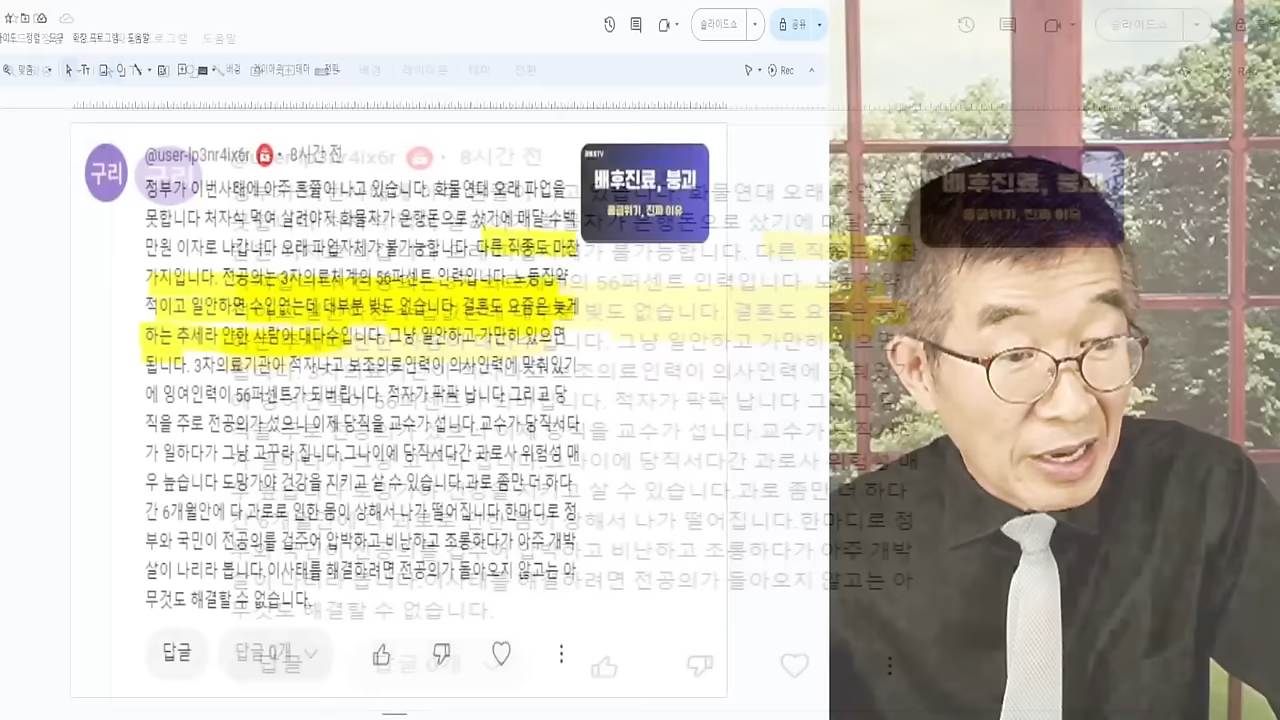 슬라이드쇼
공유
Rec
구리
@user-lp3nr4lx6r · 8시간 전
정부가 이번사태에 아주 혼쭐이 나고 있습니다. 화물연대 오래 파업을
못합니다 처자식 먹여 살려야지 화물차가 은행돈으로 샀기에 매달 수백
만원 이자로 나갑니다 오래 파업자체가 불가능합니다. 다른 직종도 마찬
가지입니다. 전공의는 3차의료체계의 56퍼센트 인력입니다. 노동집약
적이고 일안하면 수입없는데 대부분 빚도 없습니다. 결혼도 요즘은 늦게
하는 추세라 안한 사람이 대다수입니다. 그냥 일안하고 가만히 있으면
됩니다. 3차의료기관이 적자나고 보조의료인력이 의사인력에 맞춰있기
에 잉여인력이 56퍼센트가 되버립니다. 적자가 팍팍 납니다 그리고 당
직을 주로 전공의가 섰으니 이제 당직을 교수가 섭니다.교수가 당직서다
가 일하다가 그냥 고꾸라 집니다.그나이에 당직서다간 과로사 위험성 매
우 높습니다 도망가야 건강을 지키고 살 수 있습니다.과로 좀만 더 하다
간 6개월안에 다 과로로 인한 몸이 상해서 나가 떨어집니다.한마디로 정
부와 국민이 전공의를 겁주어 압박하고 비난하고 조롱하다가 아주 개박
살이 나고 있습니다.이사태를 해결하려면 전공의가 돌아오지 않고는 아
무것도 해결할 수 없습니다.
배후진료, 붕괴
답글
답글 0개